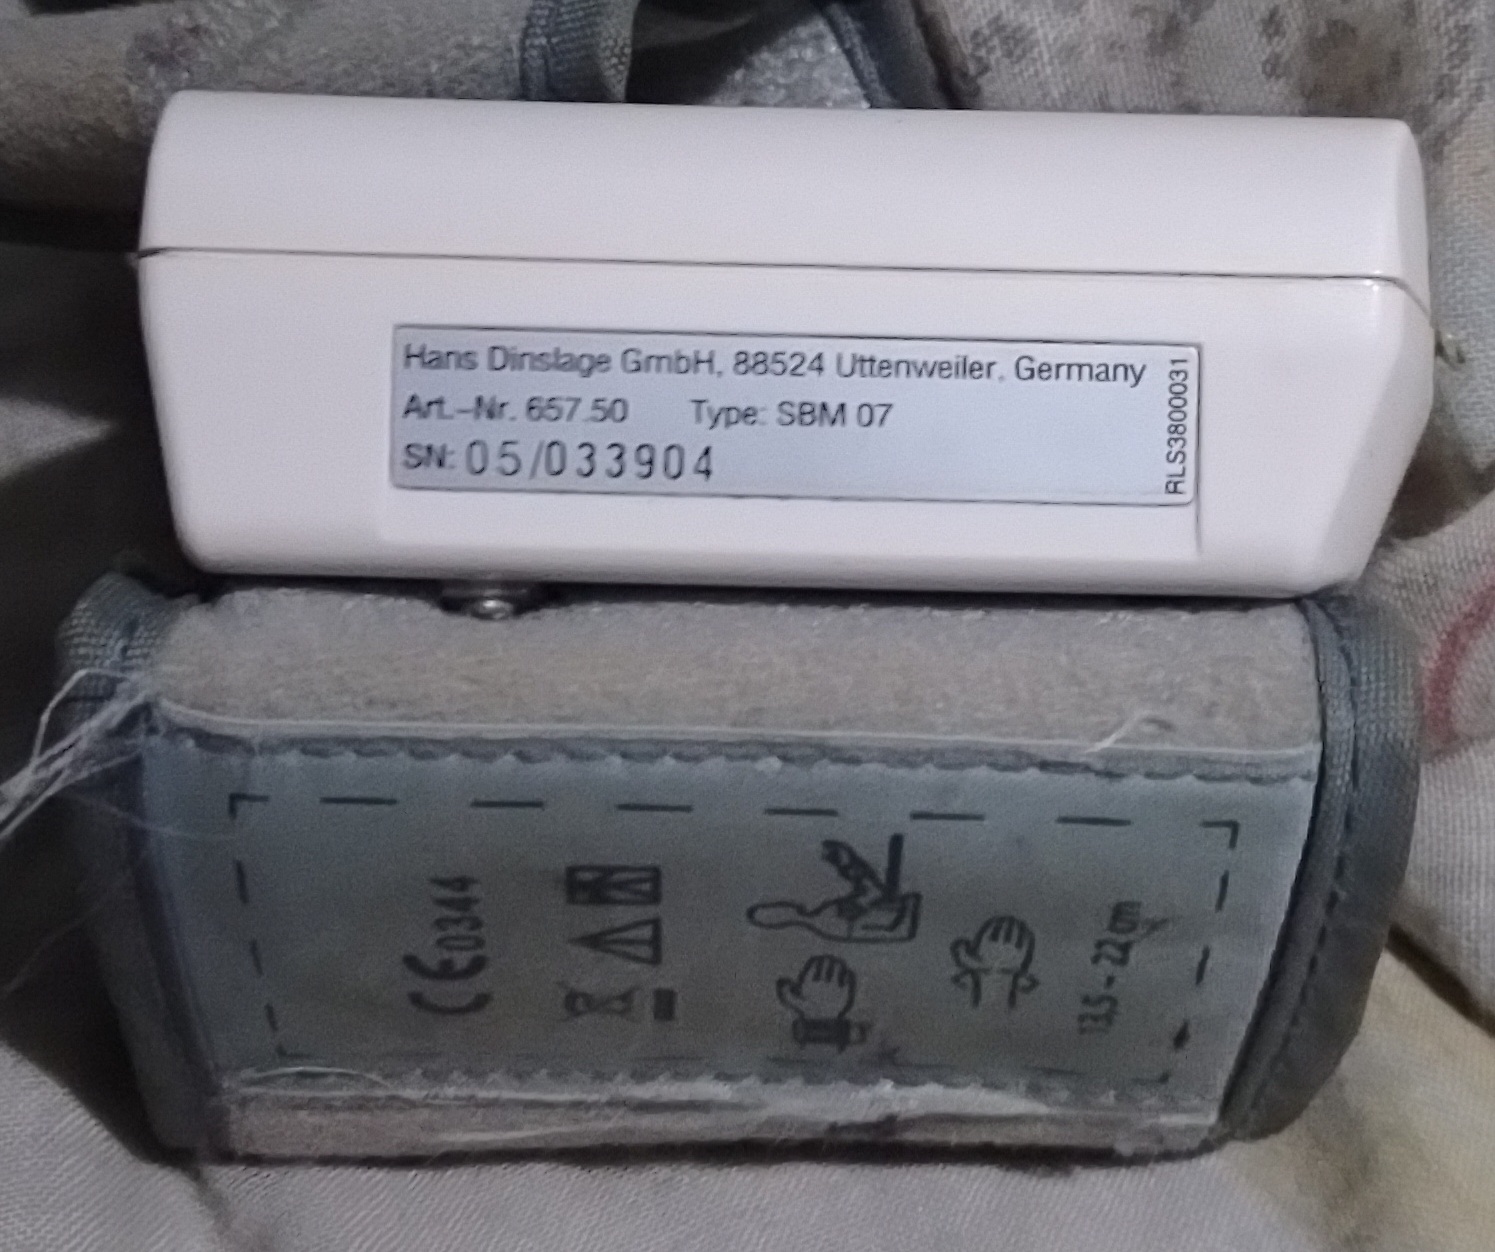 Hans Dinslage GmbH, 88524 Uttenweiler, Germany
Art.-Nr. 657.50 Type: SBM 07
SN: 05/033904
RLS3800031
CE0344
13,5 - 22 cm